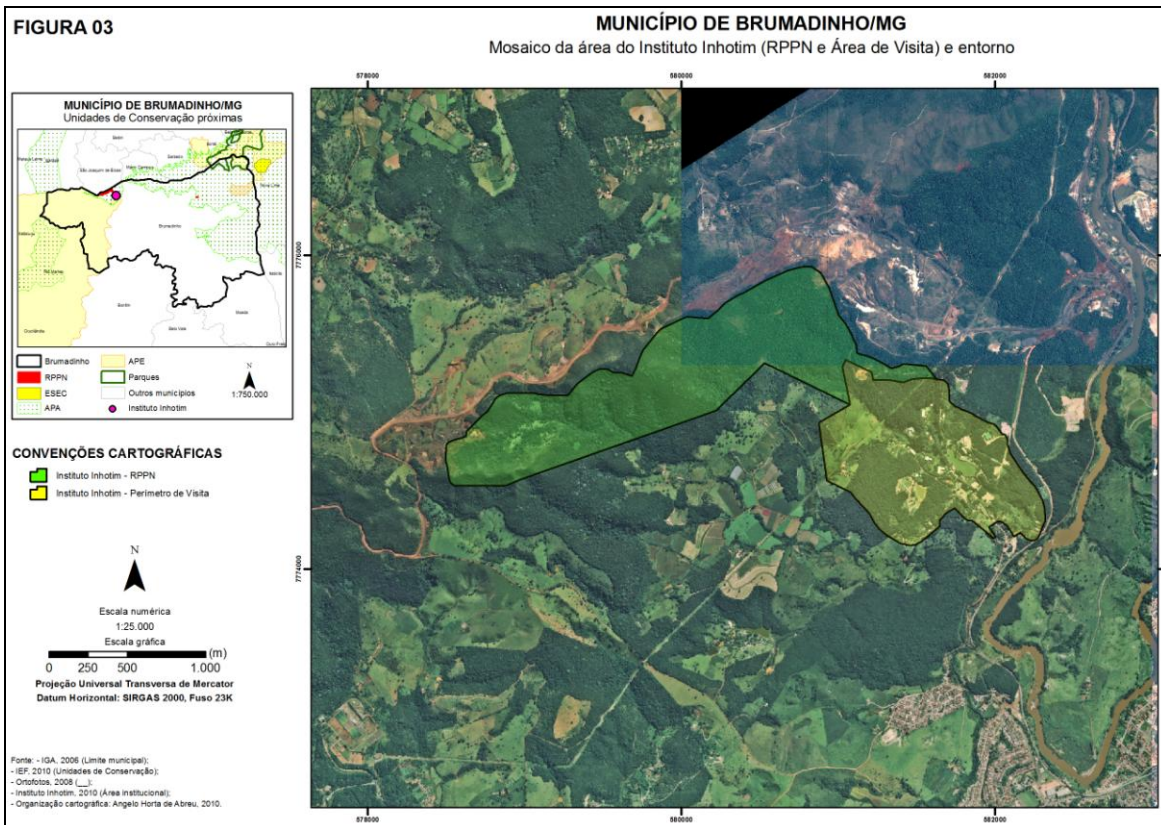 FIGURA 03
MUNICÍPIO DE BRUMADINHO/MG
Mosaico da área do Instituto Inhotim (RPPN e Área de Visita) e entorno
578000
580000
582000
7776000
7774000
578000
580000
582000
MUNICÍPIO DE BRUMADINHO/MG
Unidades de Conservação próximas
Brumadinho
Brumadinho
RPPN
ESEC
APA
APE
Parques
Outros municípios
Instituto Inhotim
N
1:750.000
CONVENÇÕES CARTOGRÁFICAS
Instituto Inhotim - RPPN
Instituto Inhotim - Perímetro de Visita
N
Escala numérica
1:25.000
Escala gráfica
(m)
0 250 500 1.000
Projeção Universal Transversa de Mercator
Datum Horizontal: SIRGAS 2000, Fuso 23K
Fonte: - IGA, 2006 (Limite municipal);
- IEF, 2010 (Unidades de Conservação);
- Ortofotos, 2008 (__);
- Instituto Inhotim, 2010 (Área institucional);
- Organização cartográfica: Angelo Horta de Abreu, 2010.